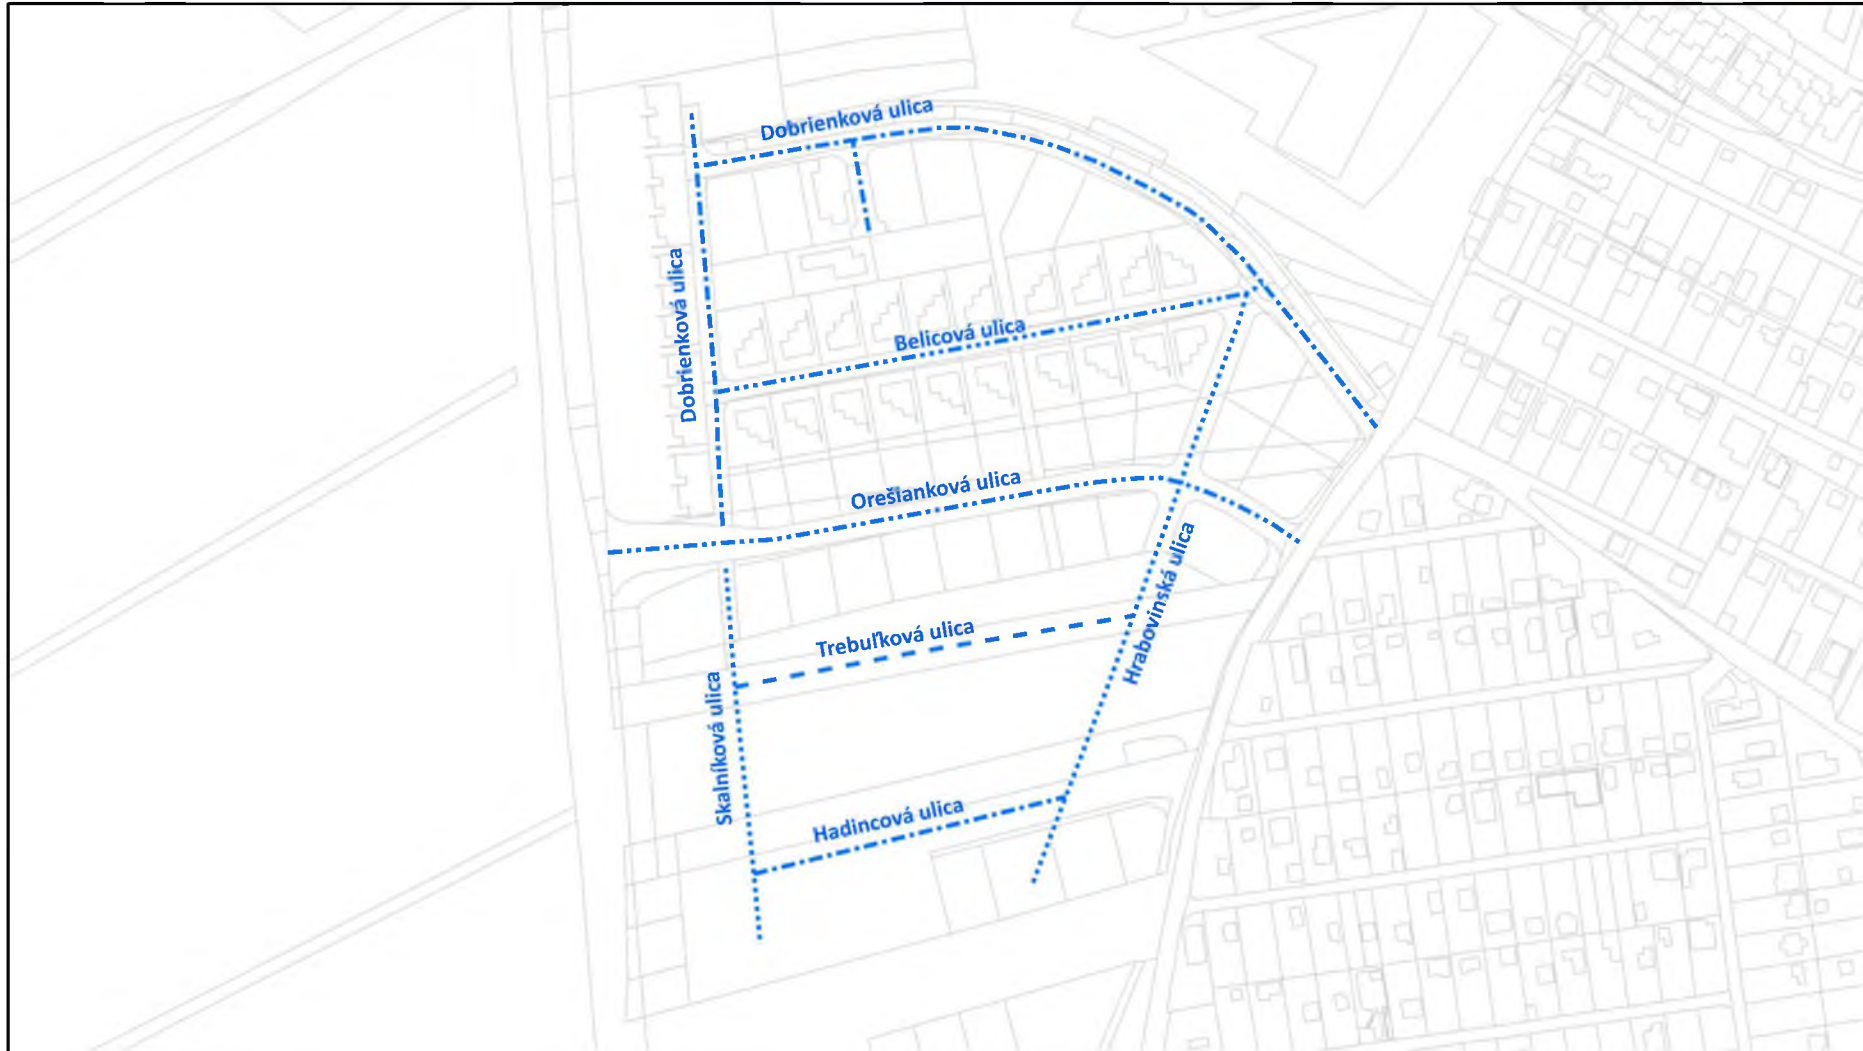 Dobrienková ulica
Dobrienková ulica
Belicová ulica
Orešianková ulica
Hrabovinská ulica
Trebuľková ulica
Skalníková ulica
Hadincová ulica